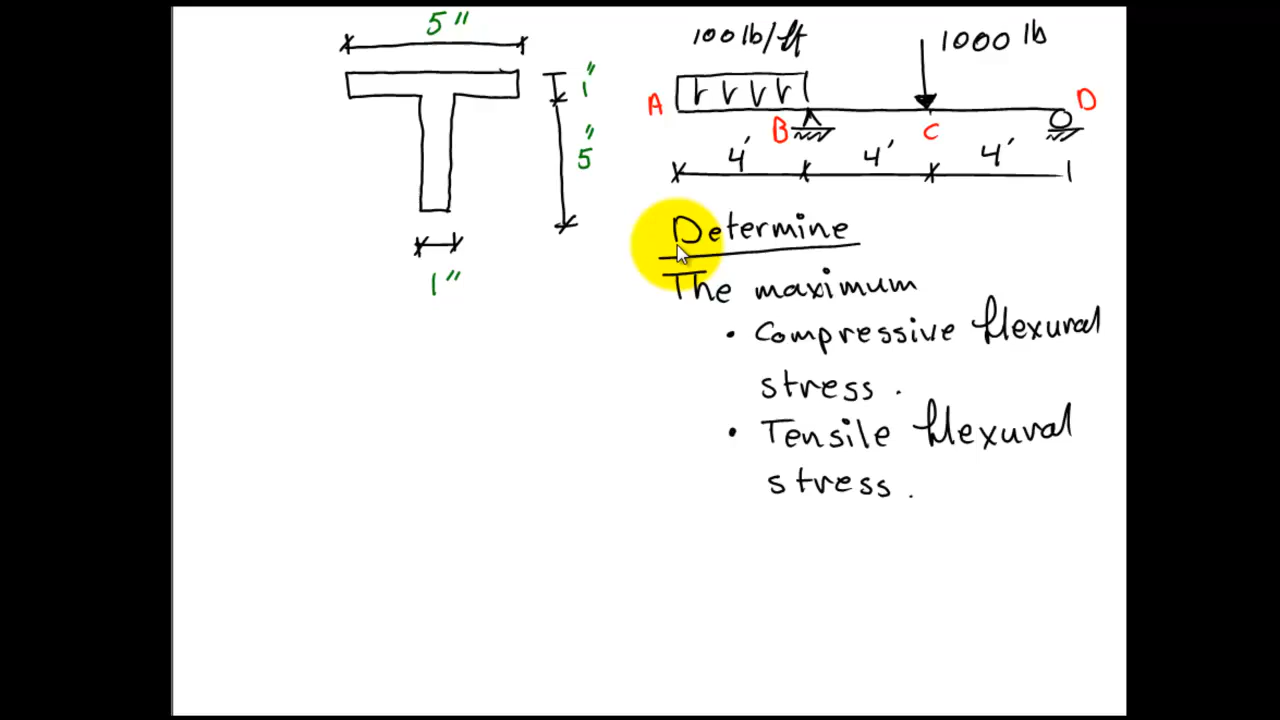 5"
100 lb/ft
1000 lb
1"
A
B
C
D
5"
4'
4'
4'
1"
Determine
The maximum
• Compressive flexural
stress.
• Tensile flexural
stress.